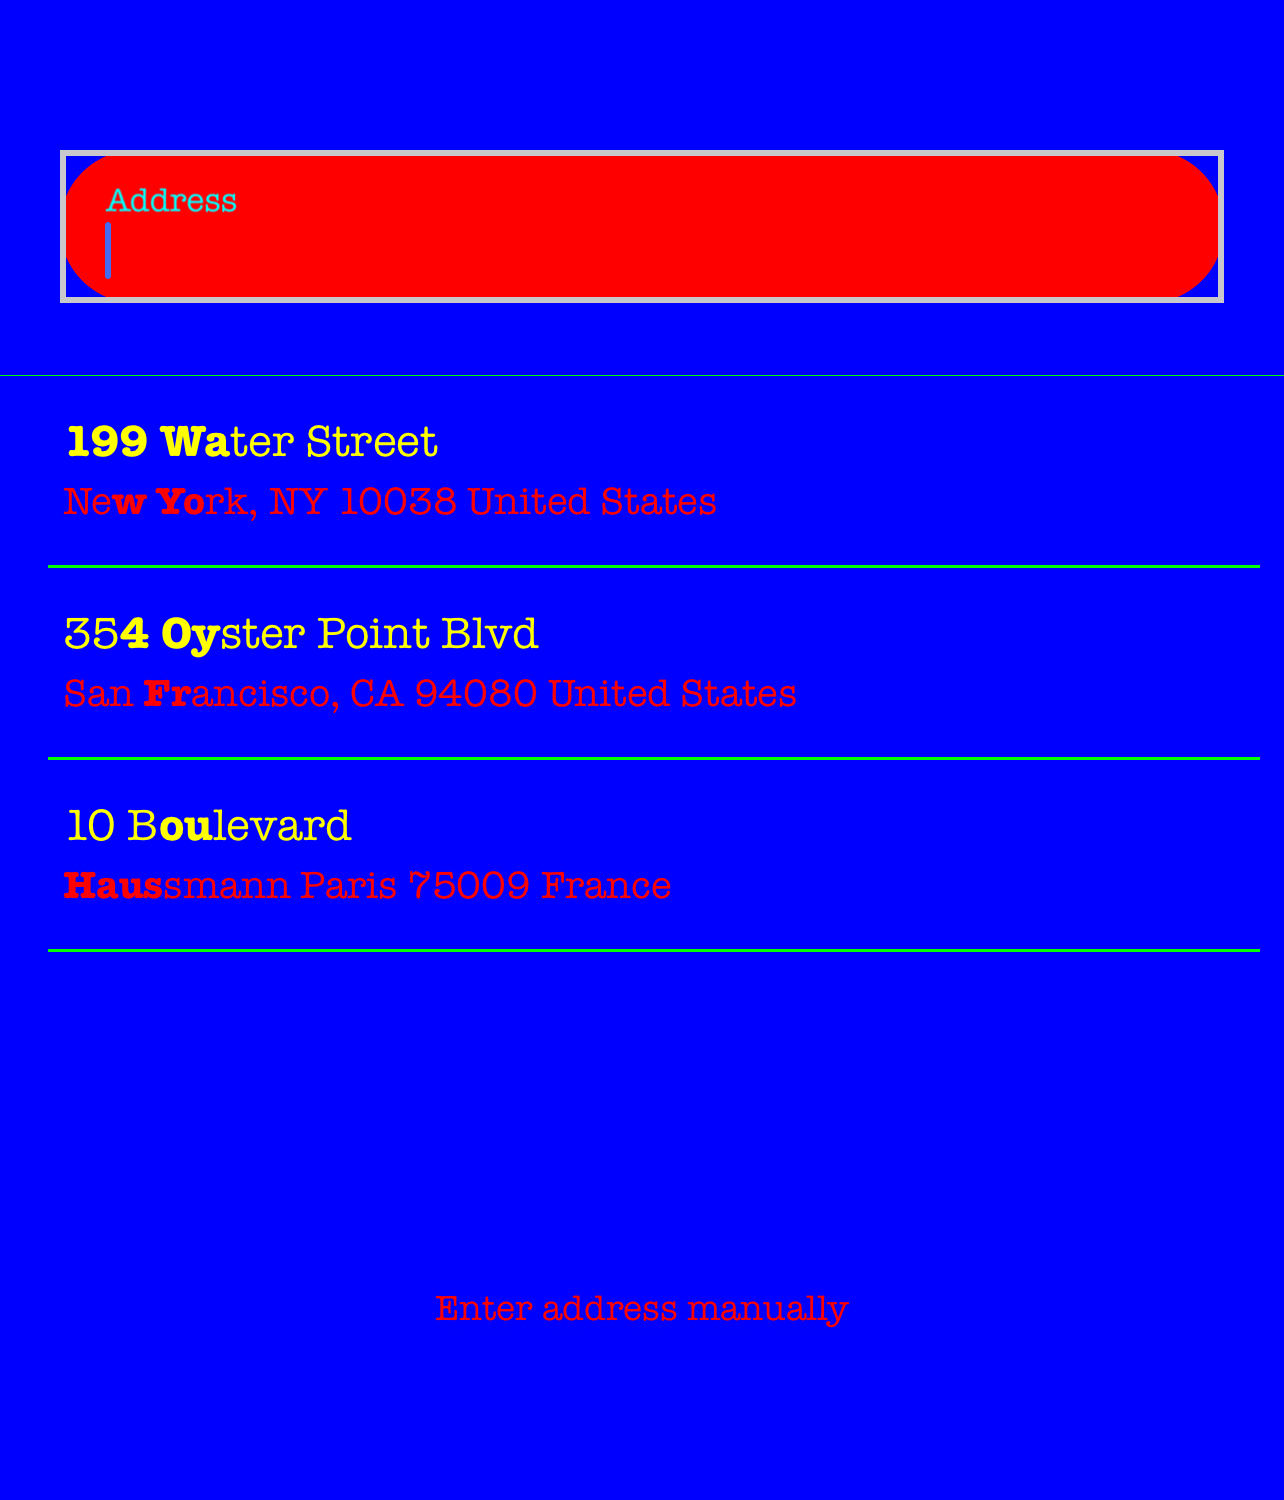 Address
199 Water Street
New York, NY 10038 United States
354 Oyster Point Blvd
San Francisco, CA 94080 United States
10 Boulevard
Haussmann Paris 75009 France
Enter address manually